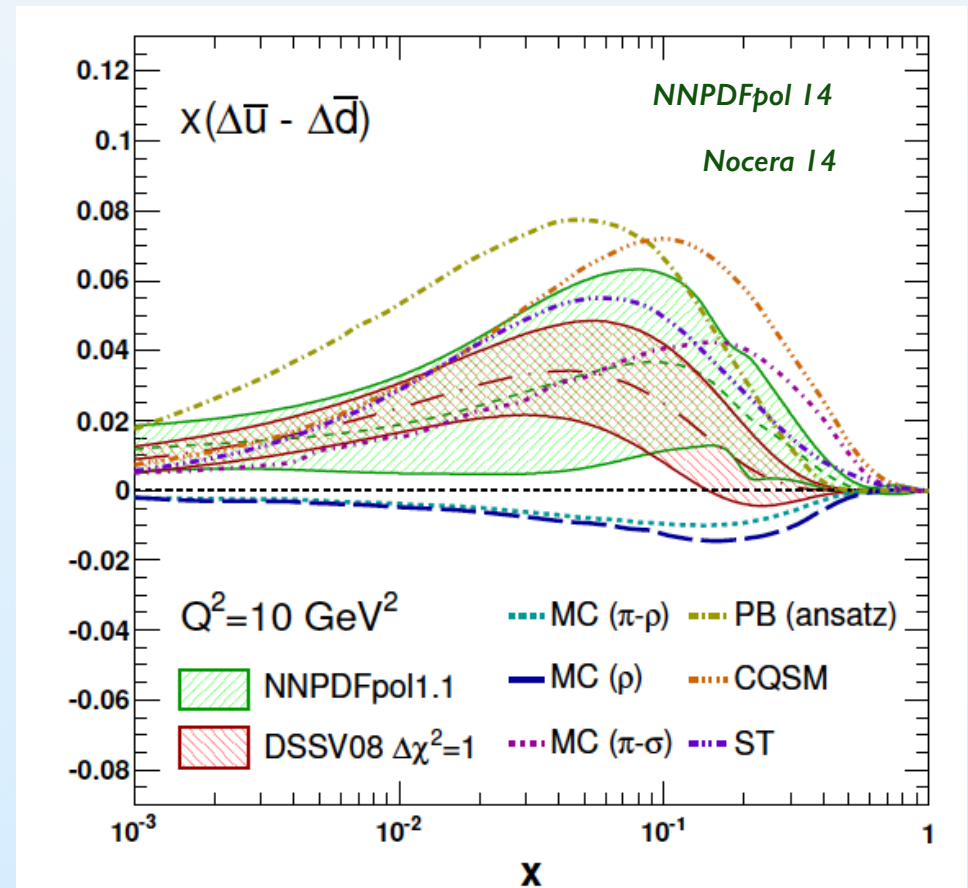 NNPDFpol 14
x(Δu̅ - Δd̅)
Nocera 14
0.12
0.1
0.08
0.06
0.04
0.02
0
-0.02
-0.04
-0.06
-0.08
Q²=10 GeV²
NNPDFpol1.1
DSSV08 Δχ²=1
MC (π-ρ)
MC (ρ)
MC (π-σ)
PB (ansatz)
CQSM
ST
10⁻³ 10⁻² 10⁻¹ 1
x